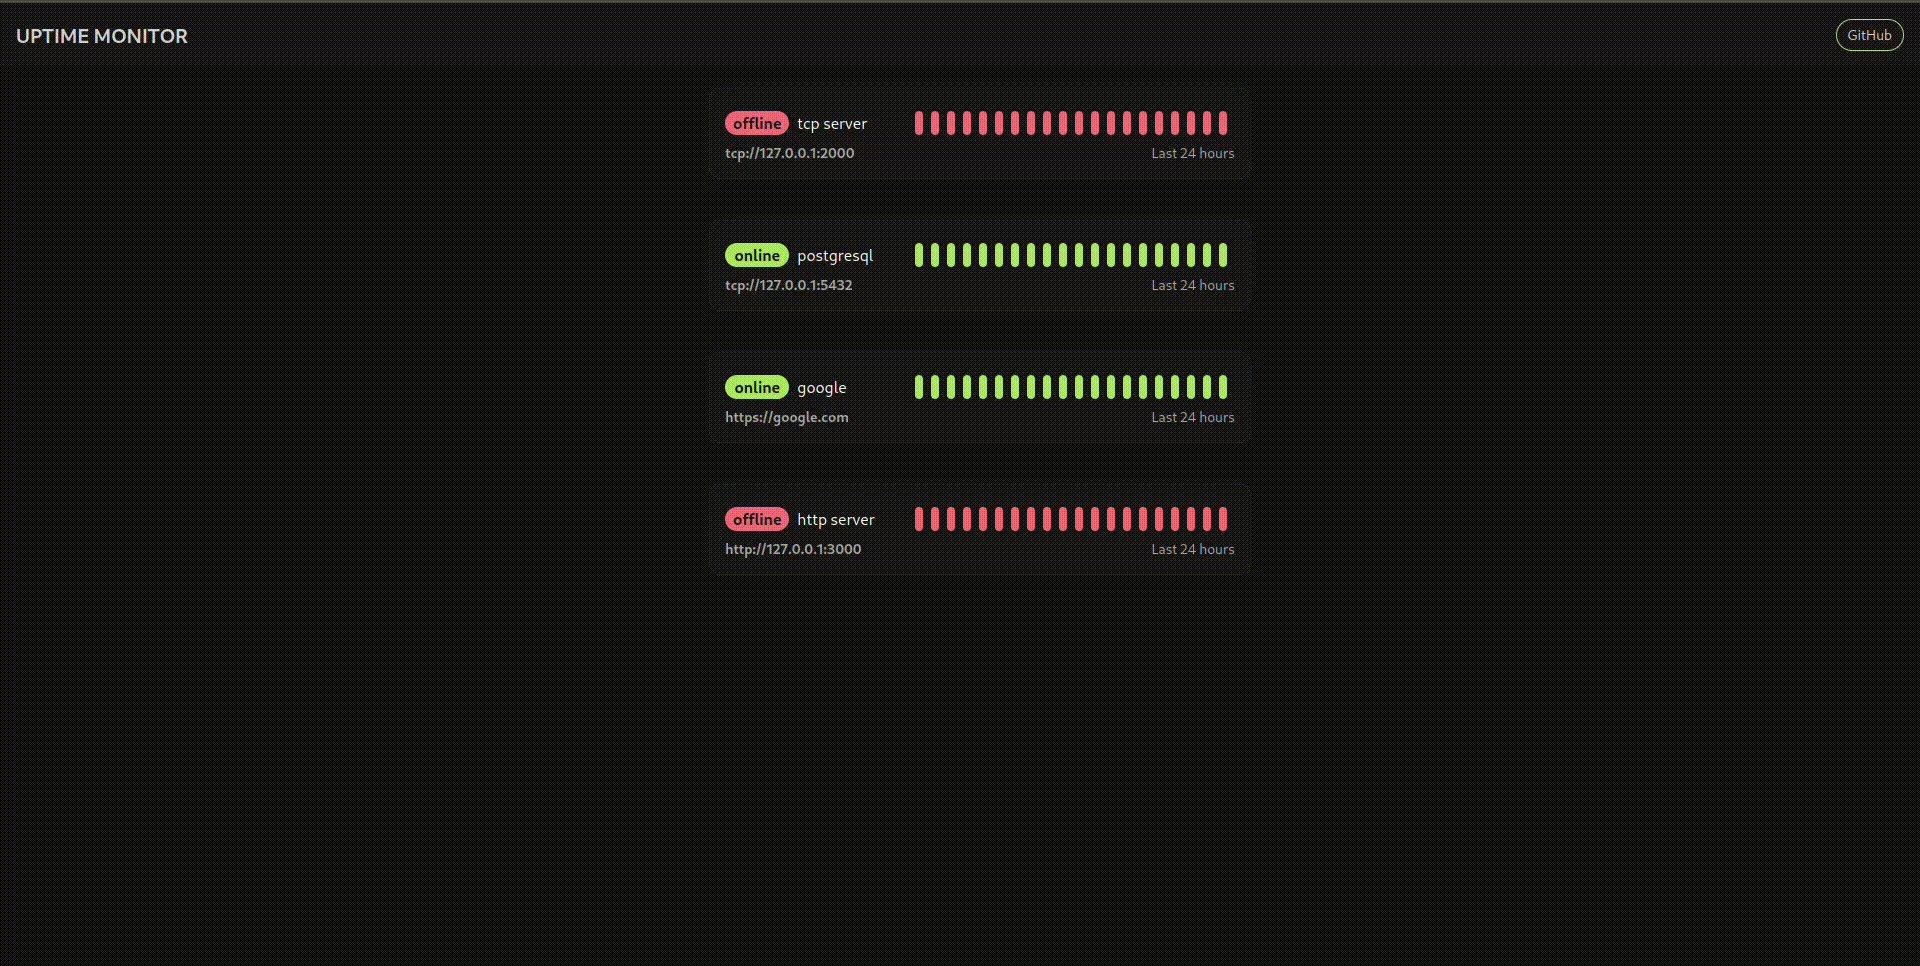 UPTIME MONITOR
GitHub
offline tcp server
tcp://127.0.0.1:2000
Last 24 hours
online postgresql
tcp://127.0.0.1:5432
Last 24 hours
online google
https://google.com
Last 24 hours
offline http server
http://127.0.0.1:3000
Last 24 hours